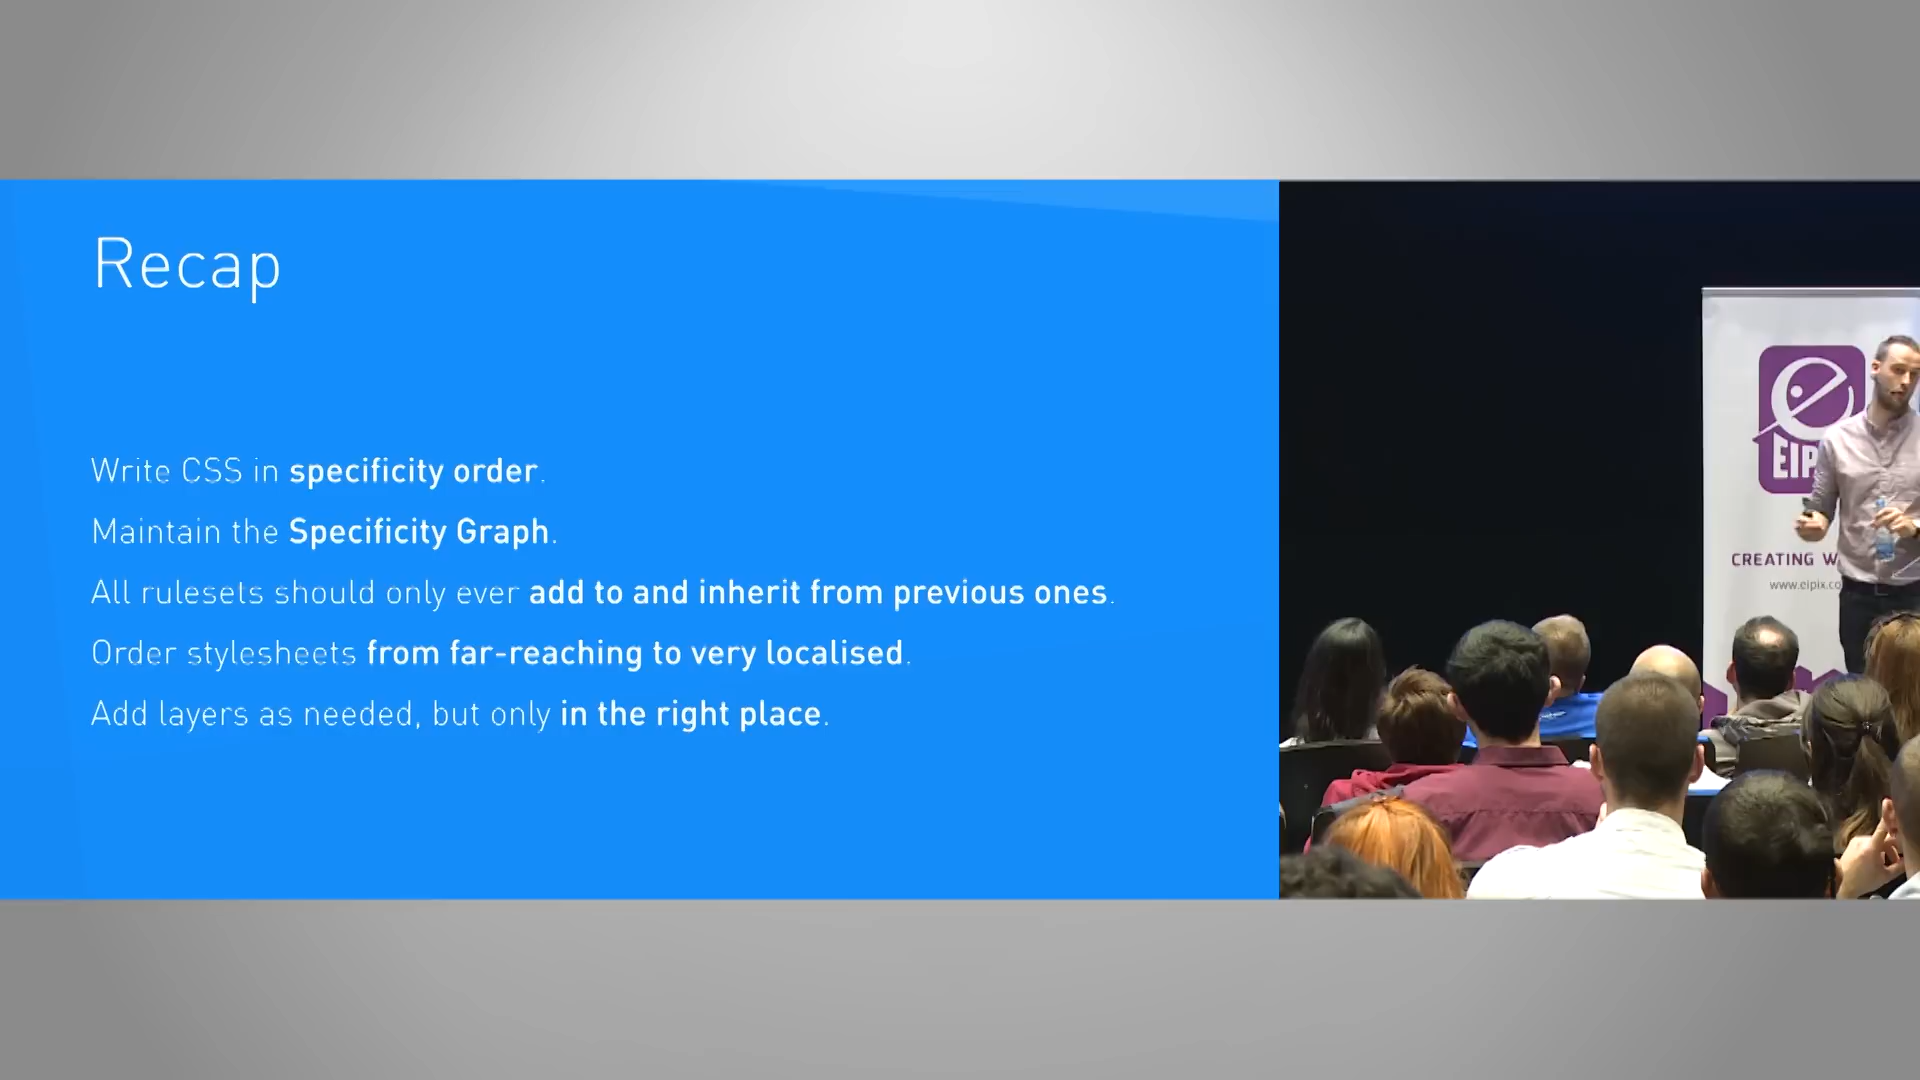 Recap
Write CSS in specificity order.
Maintain the Specificity Graph.
All rulesets should only ever add to and inherit from previous ones.
Order stylesheets from far-reaching to very localised.
Add layers as needed, but only in the right place.
e
EIP
CREATING W
www.eipix.co